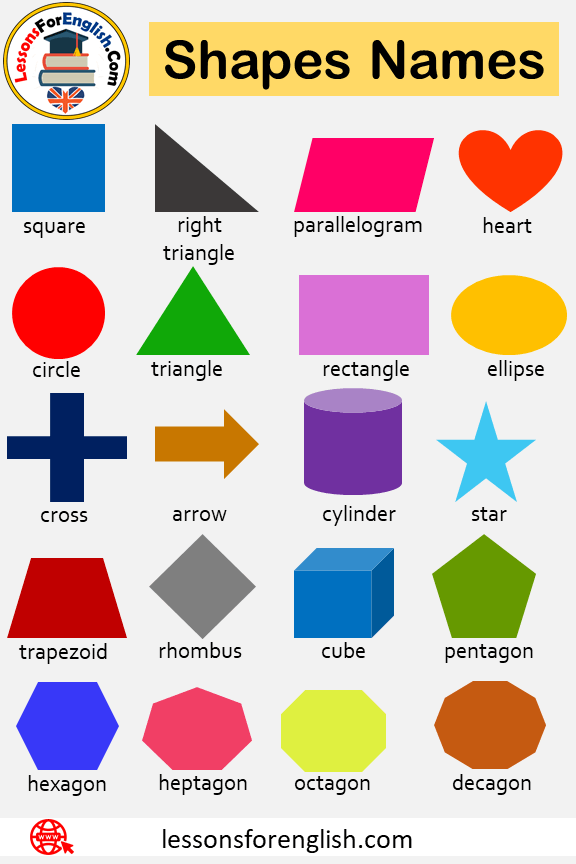 LessonsForEnglish.Com
Shapes Names
square
right
triangle
parallelogram
heart
circle
triangle
rectangle
ellipse
cross
arrow
cylinder
star
trapezoid
rhombus
cube
pentagon
hexagon
heptagon
octagon
decagon
www
lessonsforenglish.com